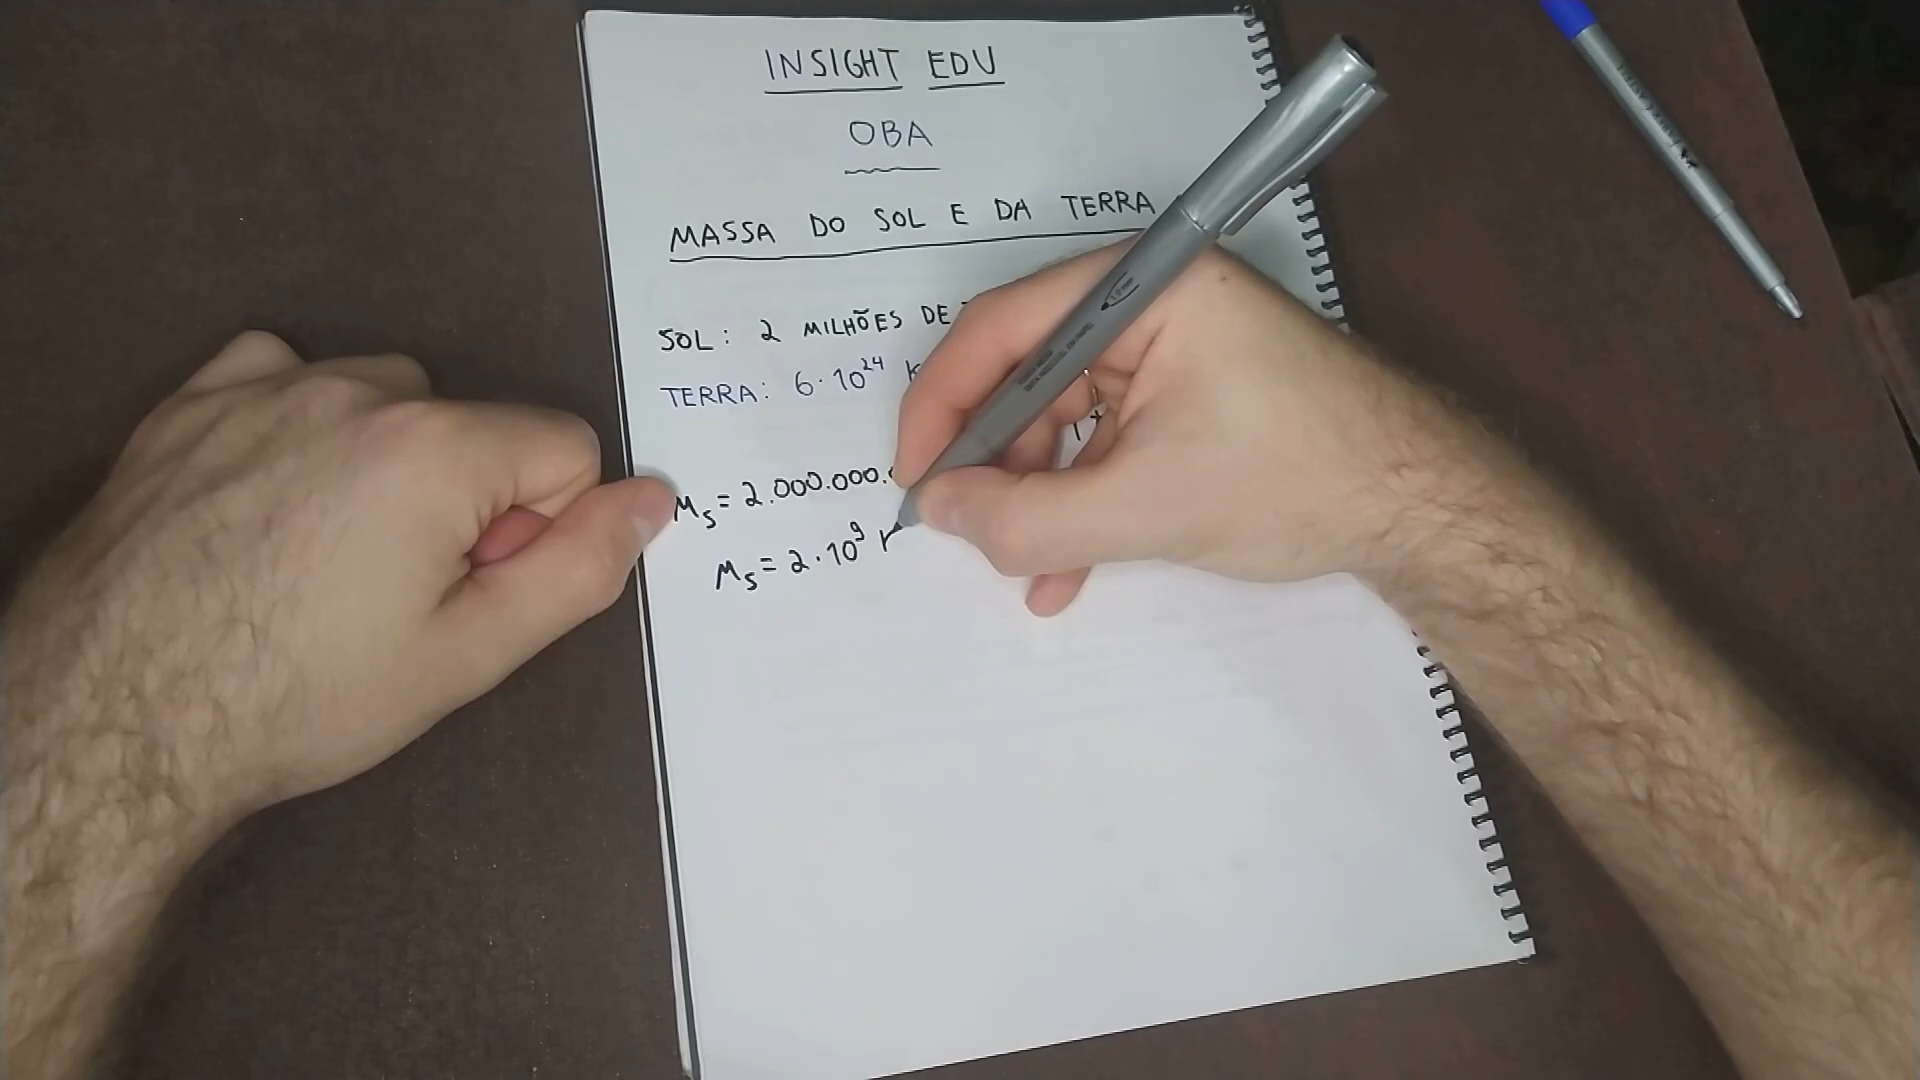 INSIGHT EDU
OBA
MASSA DO SOL E DA TERRA
SOL: 2 MILHÕES DE
TERRA: 6·10²⁴
Ms = 2.000.000.
Ms = 2·10⁹